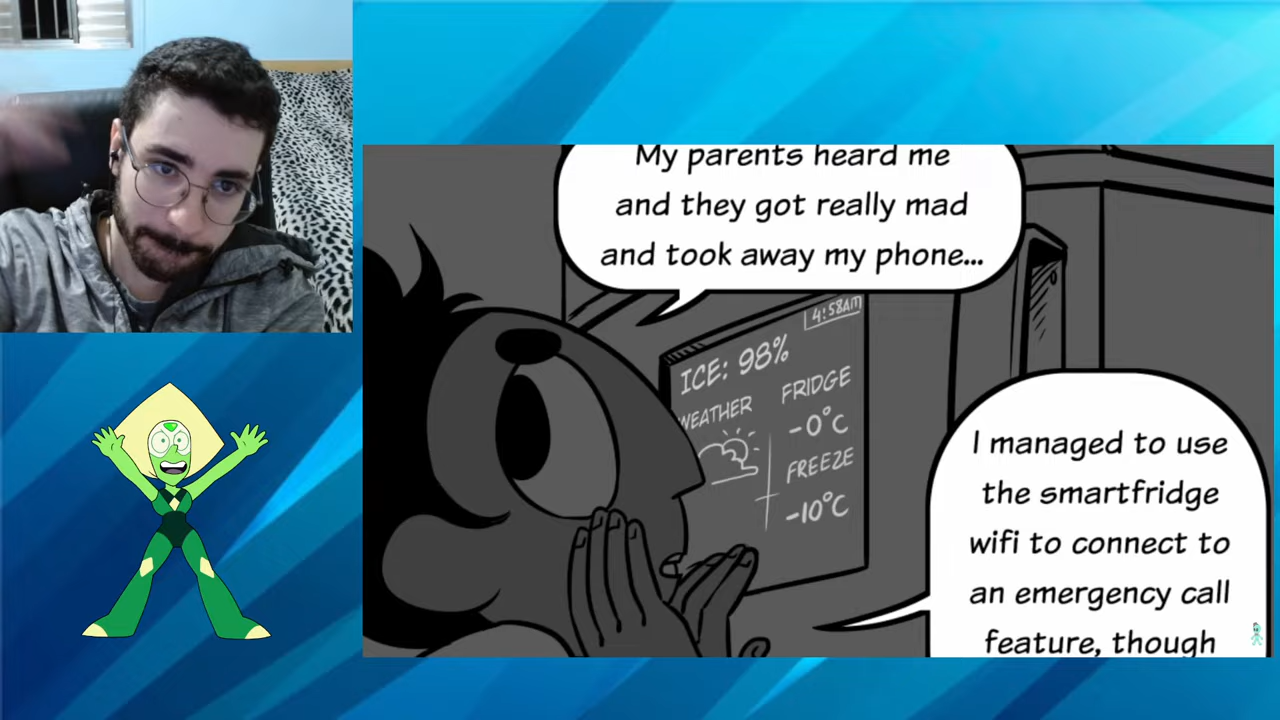 My parents heard me
and they got really mad
and took away my phone...
4:58AM
ICE: 98%
WEATHER
FRIDGE
-0°C
FREEZE
-10°C
I managed to use
the smartfridge
wifi to connect to
an emergency call
feature, though